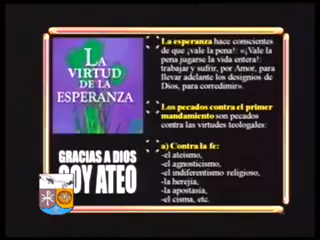 LA
VIRTUD
DE LA
ESPERANZA
GRACIAS A DIOS
SOY ATEO
La esperanza hace conscientes
de que ¡vale la pena!: «¡Vale la
pena jugarse la vida entera!:
trabajar y sufrir, por Amor, para
llevar adelante los designios de
Dios, para corredimir».
Los pecados contra el primer
mandamiento son pecados
contra las virtudes teologales:
a) Contra la fe:
-el ateísmo,
-el agnosticismo,
-el indiferentismo religioso,
-la herejía,
-la apostasía,
-el cisma, etc.